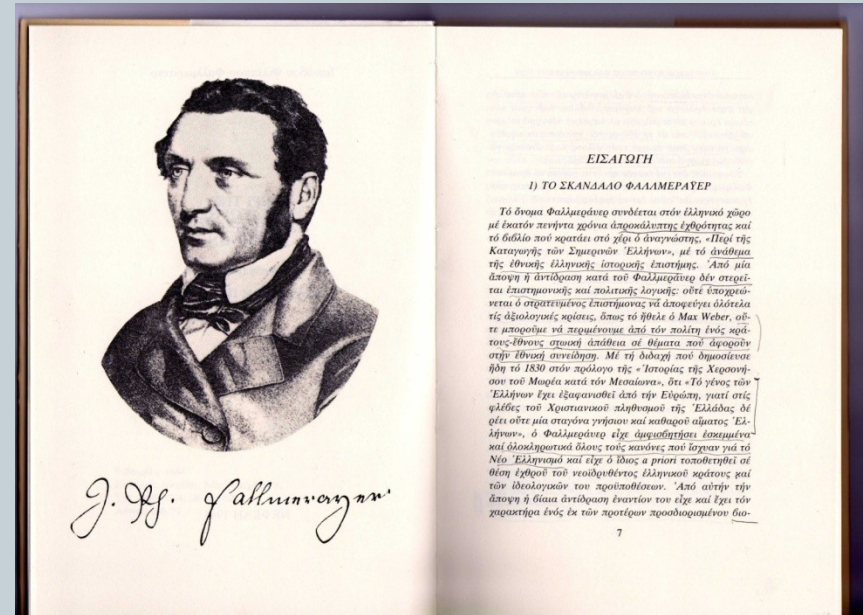 J. Ph. Fallmerayer
ΕΙΣΑΓΩΓΗ
1) ΤΟ ΣΚΑΝΔΑΛΟ ΦΑΛΛΜΕΡΑΫΕΡ
Τό ὄνομα Φαλλμεράυερ συνδέεται στόν ἑλληνικό χῶρο
μέ ἑκατόν πενήντα χρόνια ἀπροκάλυπτης ἐχθρότητας καί
τό βιβλίο πού κρατάει στό χέρι ὁ ἀναγνώστης, «Περί τῆς
Καταγωγῆς τῶν Σημερινῶν Ἑλλήνων», μέ τό ἀνάθεμα
τῆς ἐθνικῆς ἑλληνικῆς ἱστορικῆς ἐπιστήμης. Ἀπό μία
ἄποψη ἡ ἀντίδραση κατά τοῦ Φαλλμεράυερ δέν στερεῖ-
ται ἐπιστημονικῆς καί πολιτικῆς λογικῆς: οὔτε ὑποχρεώ-
νεται ὁ στρατευμένος ἐπιστήμονας νά ἀποφεύγει ὁλότελα
τίς ἀξιολογικές κρίσεις, ὅπως τό ἤθελε ὁ Max Weber, οὔ-
τε μποροῦμε νά περιμένουμε ἀπό τόν πολίτη ἑνός κρά-
τους-ἔθνους στωική ἀπάθεια σέ θέματα πού ἀφοροῦν
στήν ἐθνική συνείδηση. Μέ τή διδαχή πού δημοσίευσε
ἤδη τό 1830 στόν πρόλογο τῆς «Ἱστορίας τῆς Χερσονή-
σου τοῦ Μωρέα κατά τόν Μεσαίωνα», ὅτι «Τό γένος τῶν
Ἑλλήνων ἔχει ἐξαφανισθεῖ ἀπό τήν Εὐρώπη, γιατί στίς
φλέβες τοῦ Χριστιανικοῦ πληθυσμοῦ τῆς Ἑλλάδας δέ
ρέει οὔτε μία σταγόνα γνησίου καί καθαροῦ αἵματος Ἑλ-
λήνων», ὁ Φαλλμεράυερ εἶχε ἀμφισβητήσει ἐσκεμμένα
καί ὁλοκληρωτικά ὅλους τούς κανόνες πού ἴσχυαν γιά τό
Νέο Ἑλληνισμό καί εἶχε ὁ ἴδιος a priori τοποθετηθεῖ σέ
θέση ἐχθροῦ τοῦ νεοϊδρυθέντος ἑλληνικοῦ κράτους καί
τῶν ἰδεολογικῶν του προϋποθέσεων. Ἀπό αὐτήν τήν
ἄποψη ἡ βίαια ἀντίδραση ἐναντίον του εἶχε καί ἔχει τόν
χαρακτήρα ἑνός ἐκ τῶν προτέρων προσδιορισμένου βιο-
7